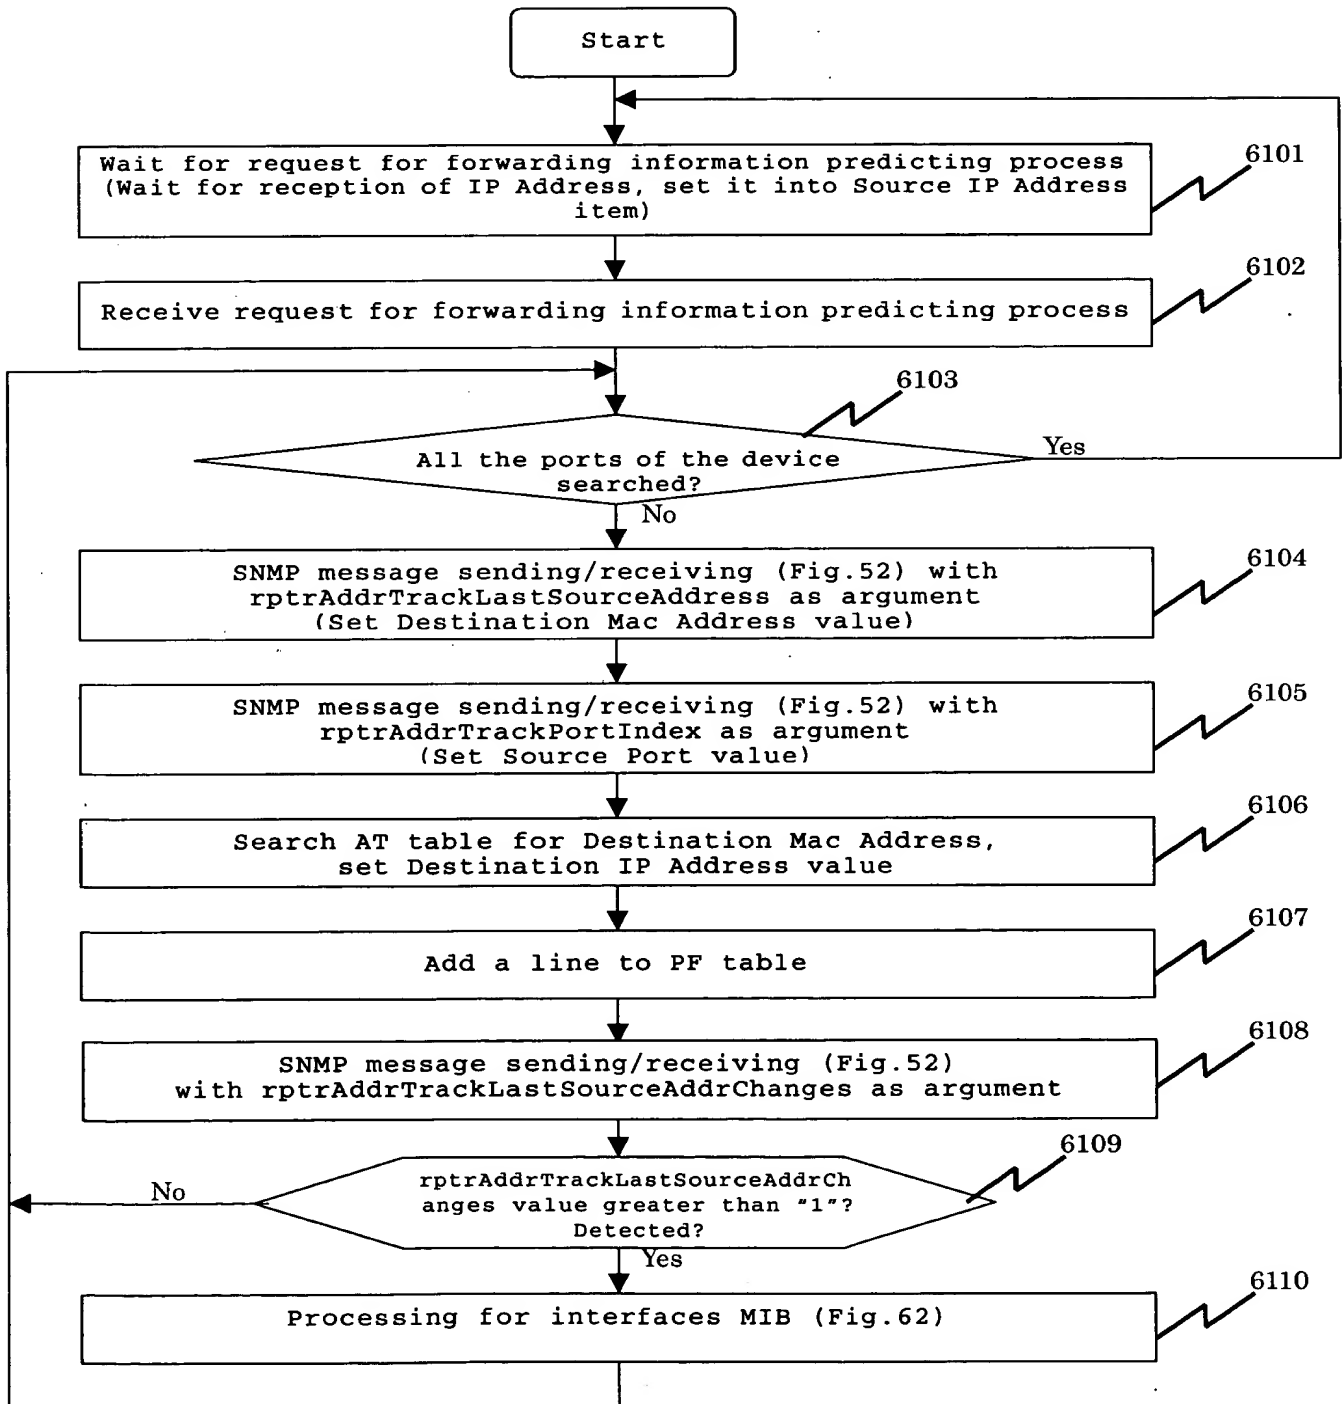 Start
Wait for request for forwarding information predicting process
(Wait for reception of IP Address, set it into Source IP Address
item)
6101
Receive request for forwarding information predicting process
6102
All the ports of the device
searched?
6103
Yes
No
SNMP message sending/receiving (Fig.52) with
rptrAddrTrackLastSourceAddress as argument
(Set Destination Mac Address value)
6104
SNMP message sending/receiving (Fig.52) with
rptrAddrTrackPortIndex as argument
(Set Source Port value)
6105
Search AT table for Destination Mac Address,
set Destination IP Address value
6106
Add a line to PF table
6107
SNMP message sending/receiving (Fig.52)
with rptrAddrTrackLastSourceAddrChanges as argument
6108
rptrAddrTrackLastSourceAddrCh
anges value greater than "1"?
Detected?
6109
No
Yes
Processing for interfaces MIB (Fig.62)
6110